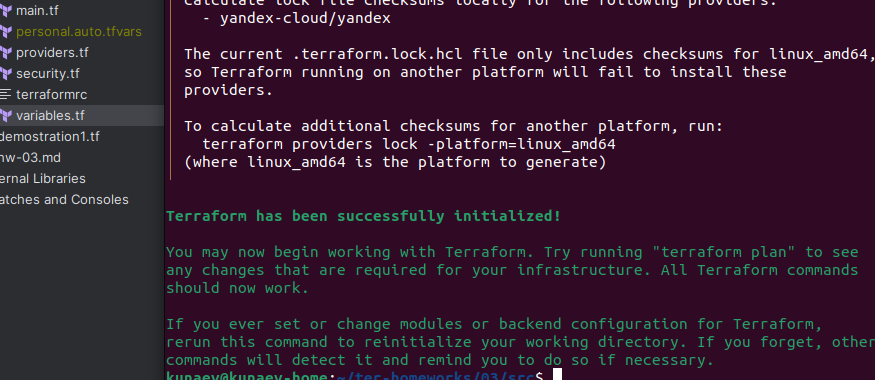 main.tf
personal.auto.tfvars
providers.tf
security.tf
terraformrc
variables.tf
demostration1.tf
hw-03.md
ernal Libraries
atches and Consoles
Calculate lock file checksums locally for the following providers:
- yandex-cloud/yandex
The current .terraform.lock.hcl file only includes checksums for linux_amd64,
so Terraform running on another platform will fail to install these
providers.
To calculate additional checksums for another platform, run:
terraform providers lock -platform=linux_amd64
(where linux_amd64 is the platform to generate)
Terraform has been successfully initialized!
You may now begin working with Terraform. Try running "terraform plan" to see
any changes that are required for your infrastructure. All Terraform commands
should now work.
If you ever set or change modules or backend configuration for Terraform,
rerun this command to reinitialize your working directory. If you forget, other
commands will detect it and remind you to do so if necessary.
kunaev@kunaev-home:~/ter-homeworks/03/src$